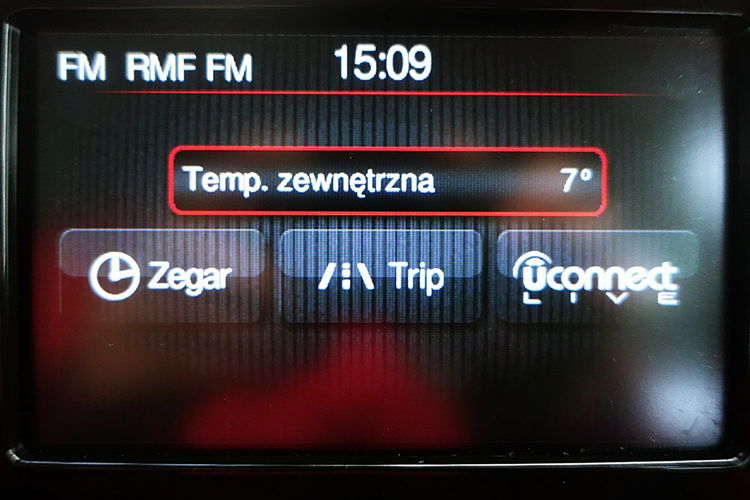 FM RMF FM 15:09
Temp. zewnętrzna 7°
Zegar Trip uconnect
LIVE